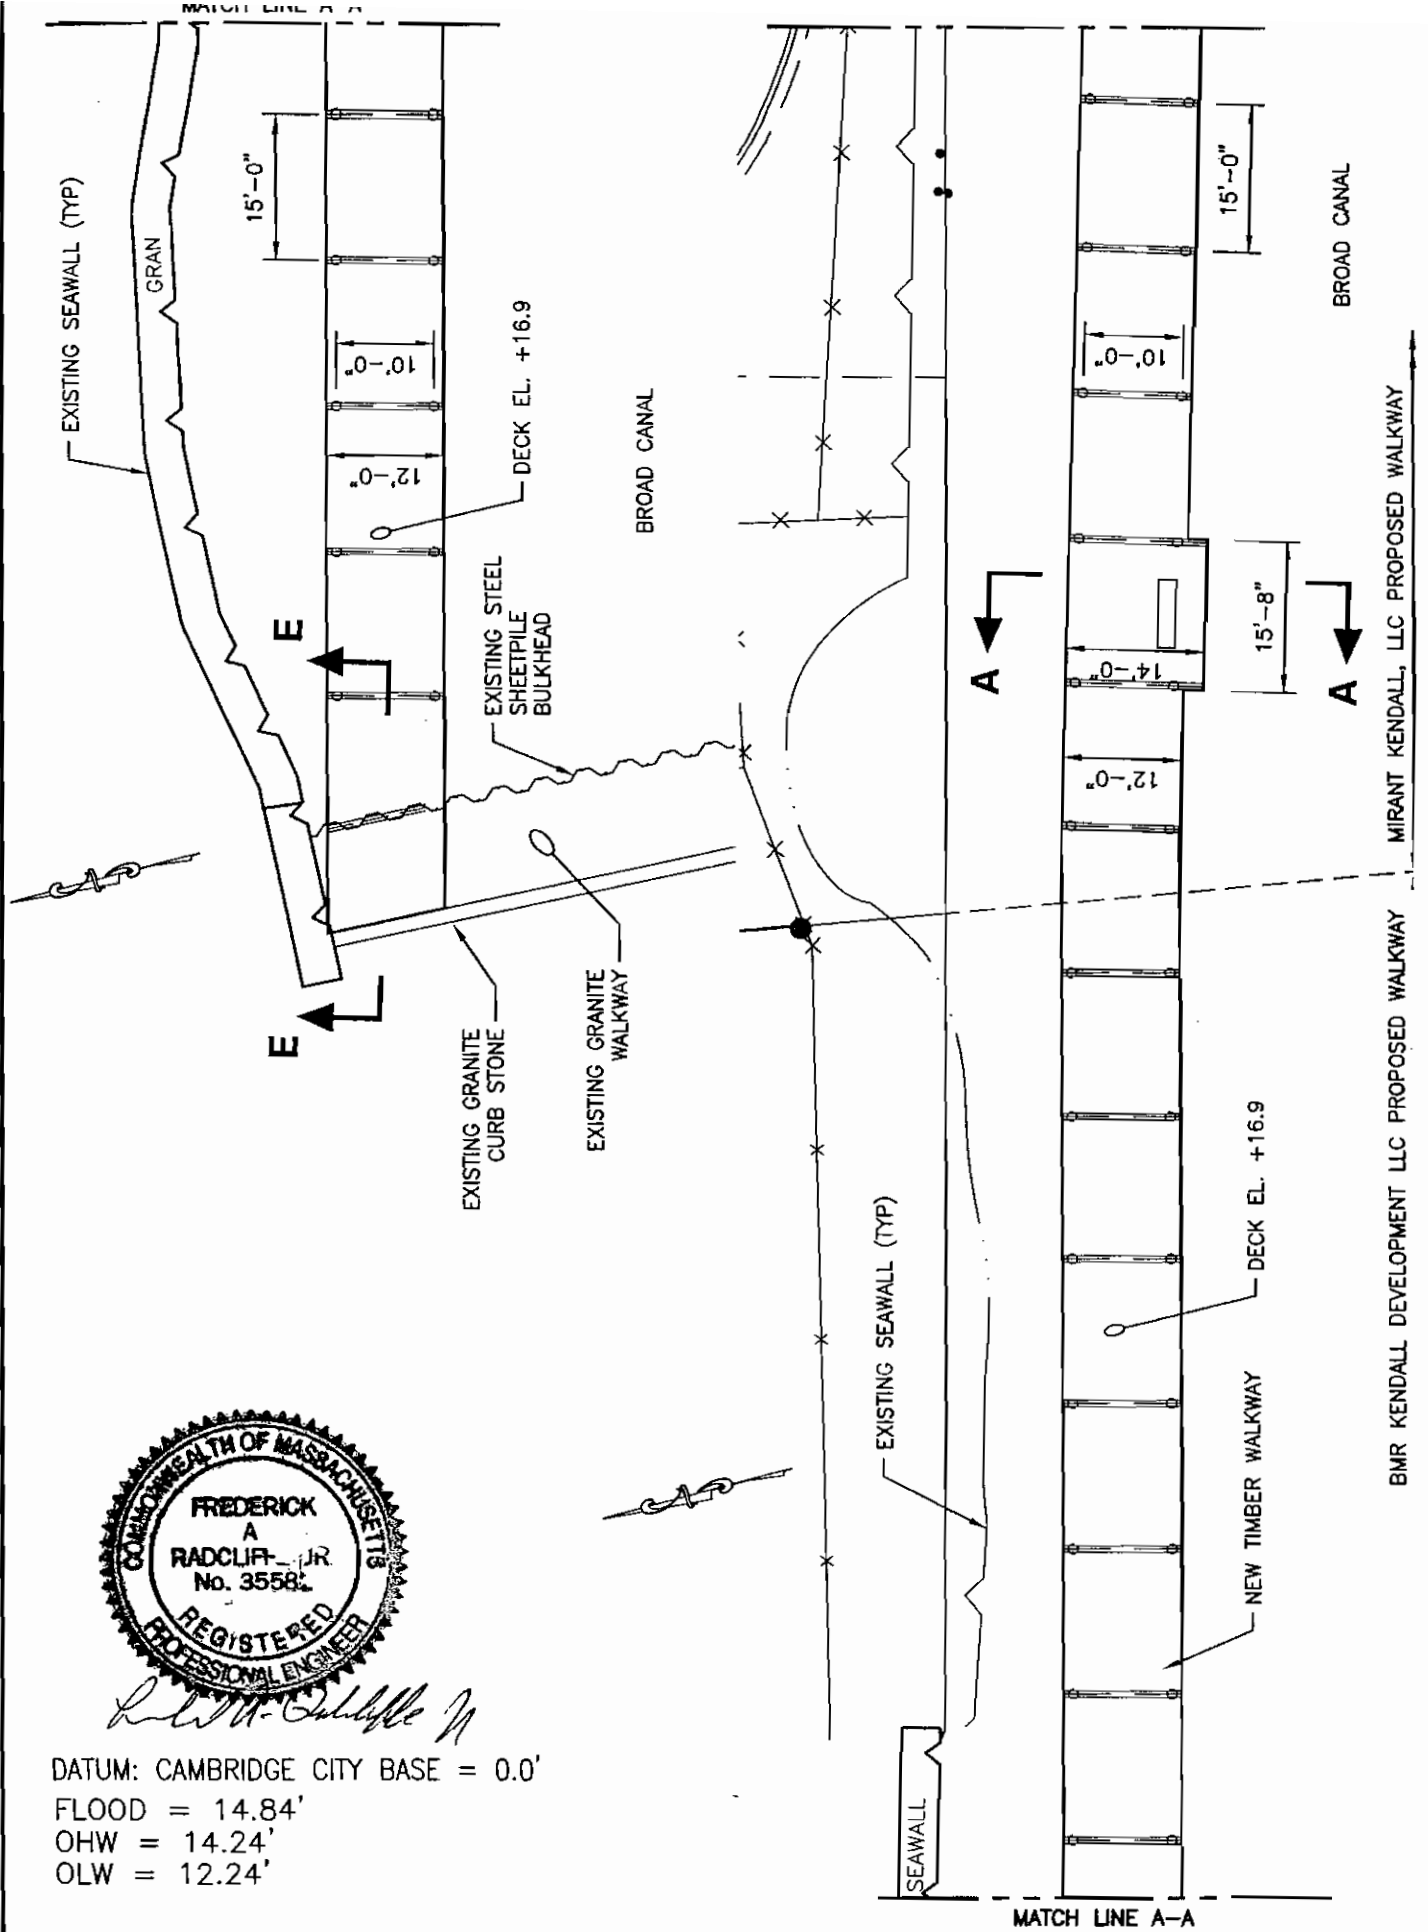 MATCH LINE A-A
EXISTING SEAWALL (TYP)
GRAN
15'-0"
10'-0"
12'-0"
DECK EL. +16.9
BROAD CANAL
E
EXISTING STEEL
SHEETPILE
BULKHEAD
E
EXISTING GRANITE
CURB STONE
EXISTING GRANITE
WALKWAY
15'-0"
BROAD CANAL
10'-0"
A
14'-0"
15'-8"
A
12'-0"
MIRANT KENDALL, LLC PROPOSED WALKWAY
BMR KENDALL DEVELOPMENT LLC PROPOSED WALKWAY
EXISTING SEAWALL (TYP)
DECK EL. +16.9
NEW TIMBER WALKWAY
SEAWALL
MATCH LINE A-A
COMMONWEALTH OF MASSACHUSETTS
FREDERICK
A
JR.
No. 3558
REGISTERED
PROFESSIONAL ENGINEER
DATUM: CAMBRIDGE CITY BASE = 0.0'
FLOOD = 14.84'
OHW = 14.24'
OLW = 12.24'